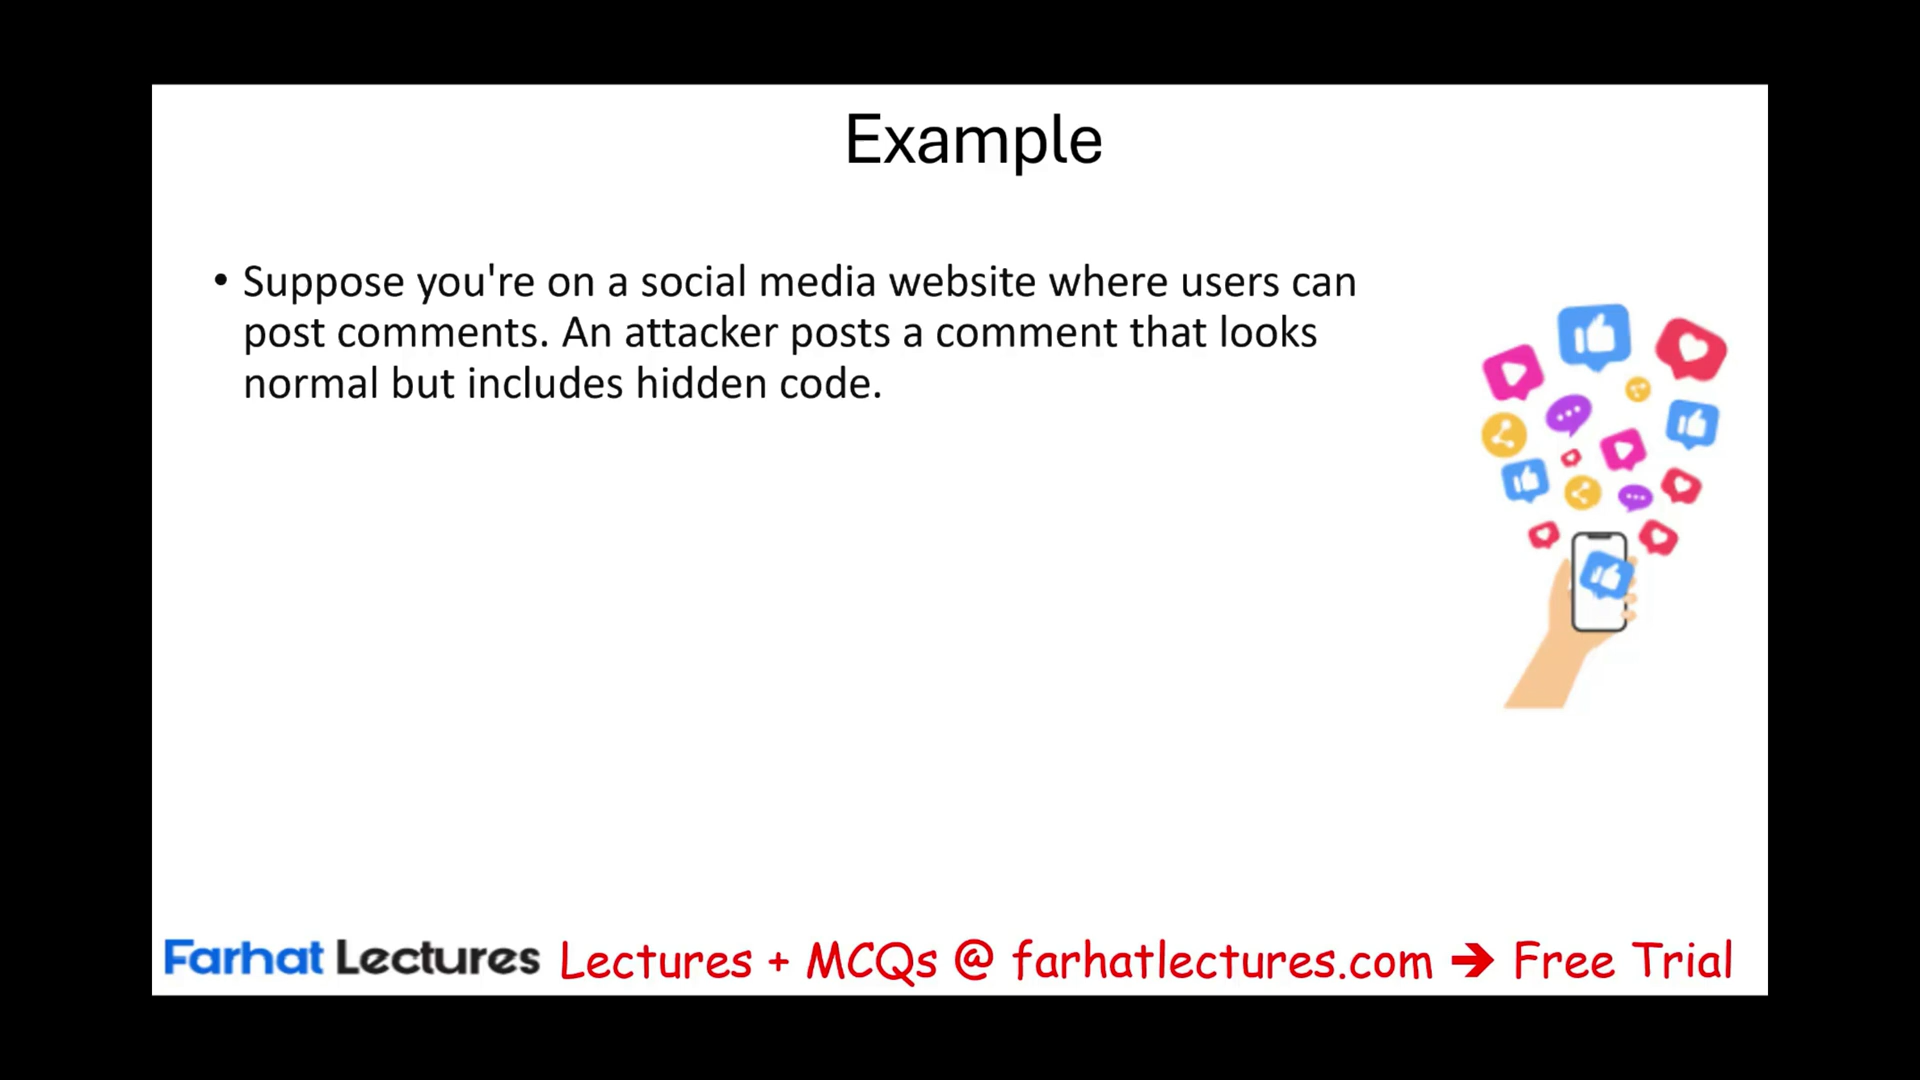 Example
• Suppose you're on a social media website where users can
post comments. An attacker posts a comment that looks
normal but includes hidden code.
Farhat Lectures Lectures + MCQs @ farhatlectures.com ➔ Free Trial